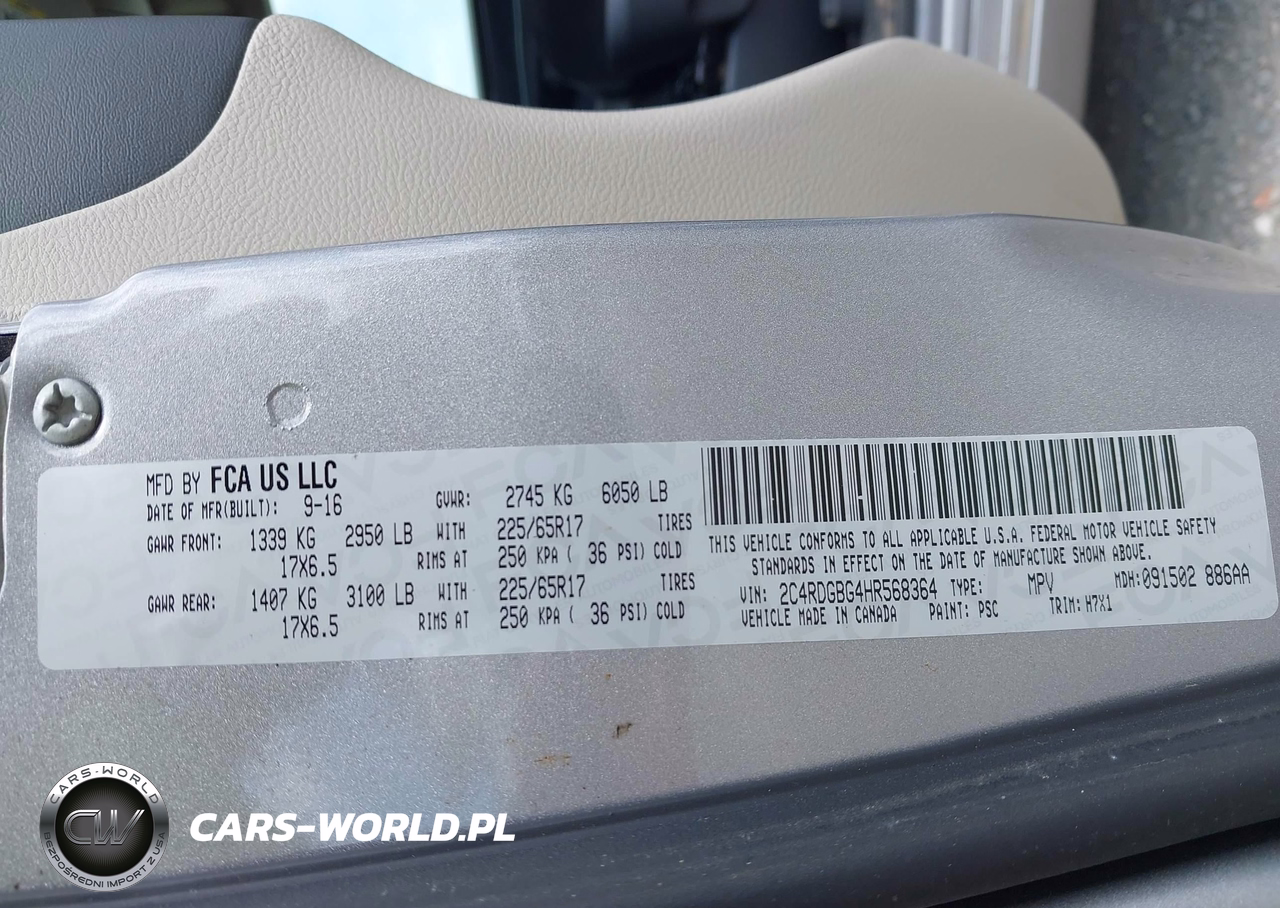 MFD BY FCA US LLC
DATE OF MFR(BUILT): 9-16 GVWR: 2745 KG 6050 LB
GAWR FRONT: 1339 KG 2950 LB WITH 225/65R17 TIRES
17X6.5 RIMS AT 250 KPA ( 36 PSI) COLD
GAWR REAR: 1407 KG 3100 LB WITH 225/65R17 TIRES
17X6.5 RIMS AT 250 KPA ( 36 PSI) COLD
THIS VEHICLE CONFORMS TO ALL APPLICABLE U.S.A. FEDERAL MOTOR VEHICLE SAFETY
STANDARDS IN EFFECT ON THE DATE OF MANUFACTURE SHOWN ABOVE.
VIN: 2C4RDGBG4HR568364 TYPE: MPV MDH:091502 886AA
VEHICLE MADE IN CANADA PAINT: PSC TRIM: H7X1
CARS-WORLD
CW
BEZPOŚREDNI IMPORT Z USA
CARS-WORLD.PL